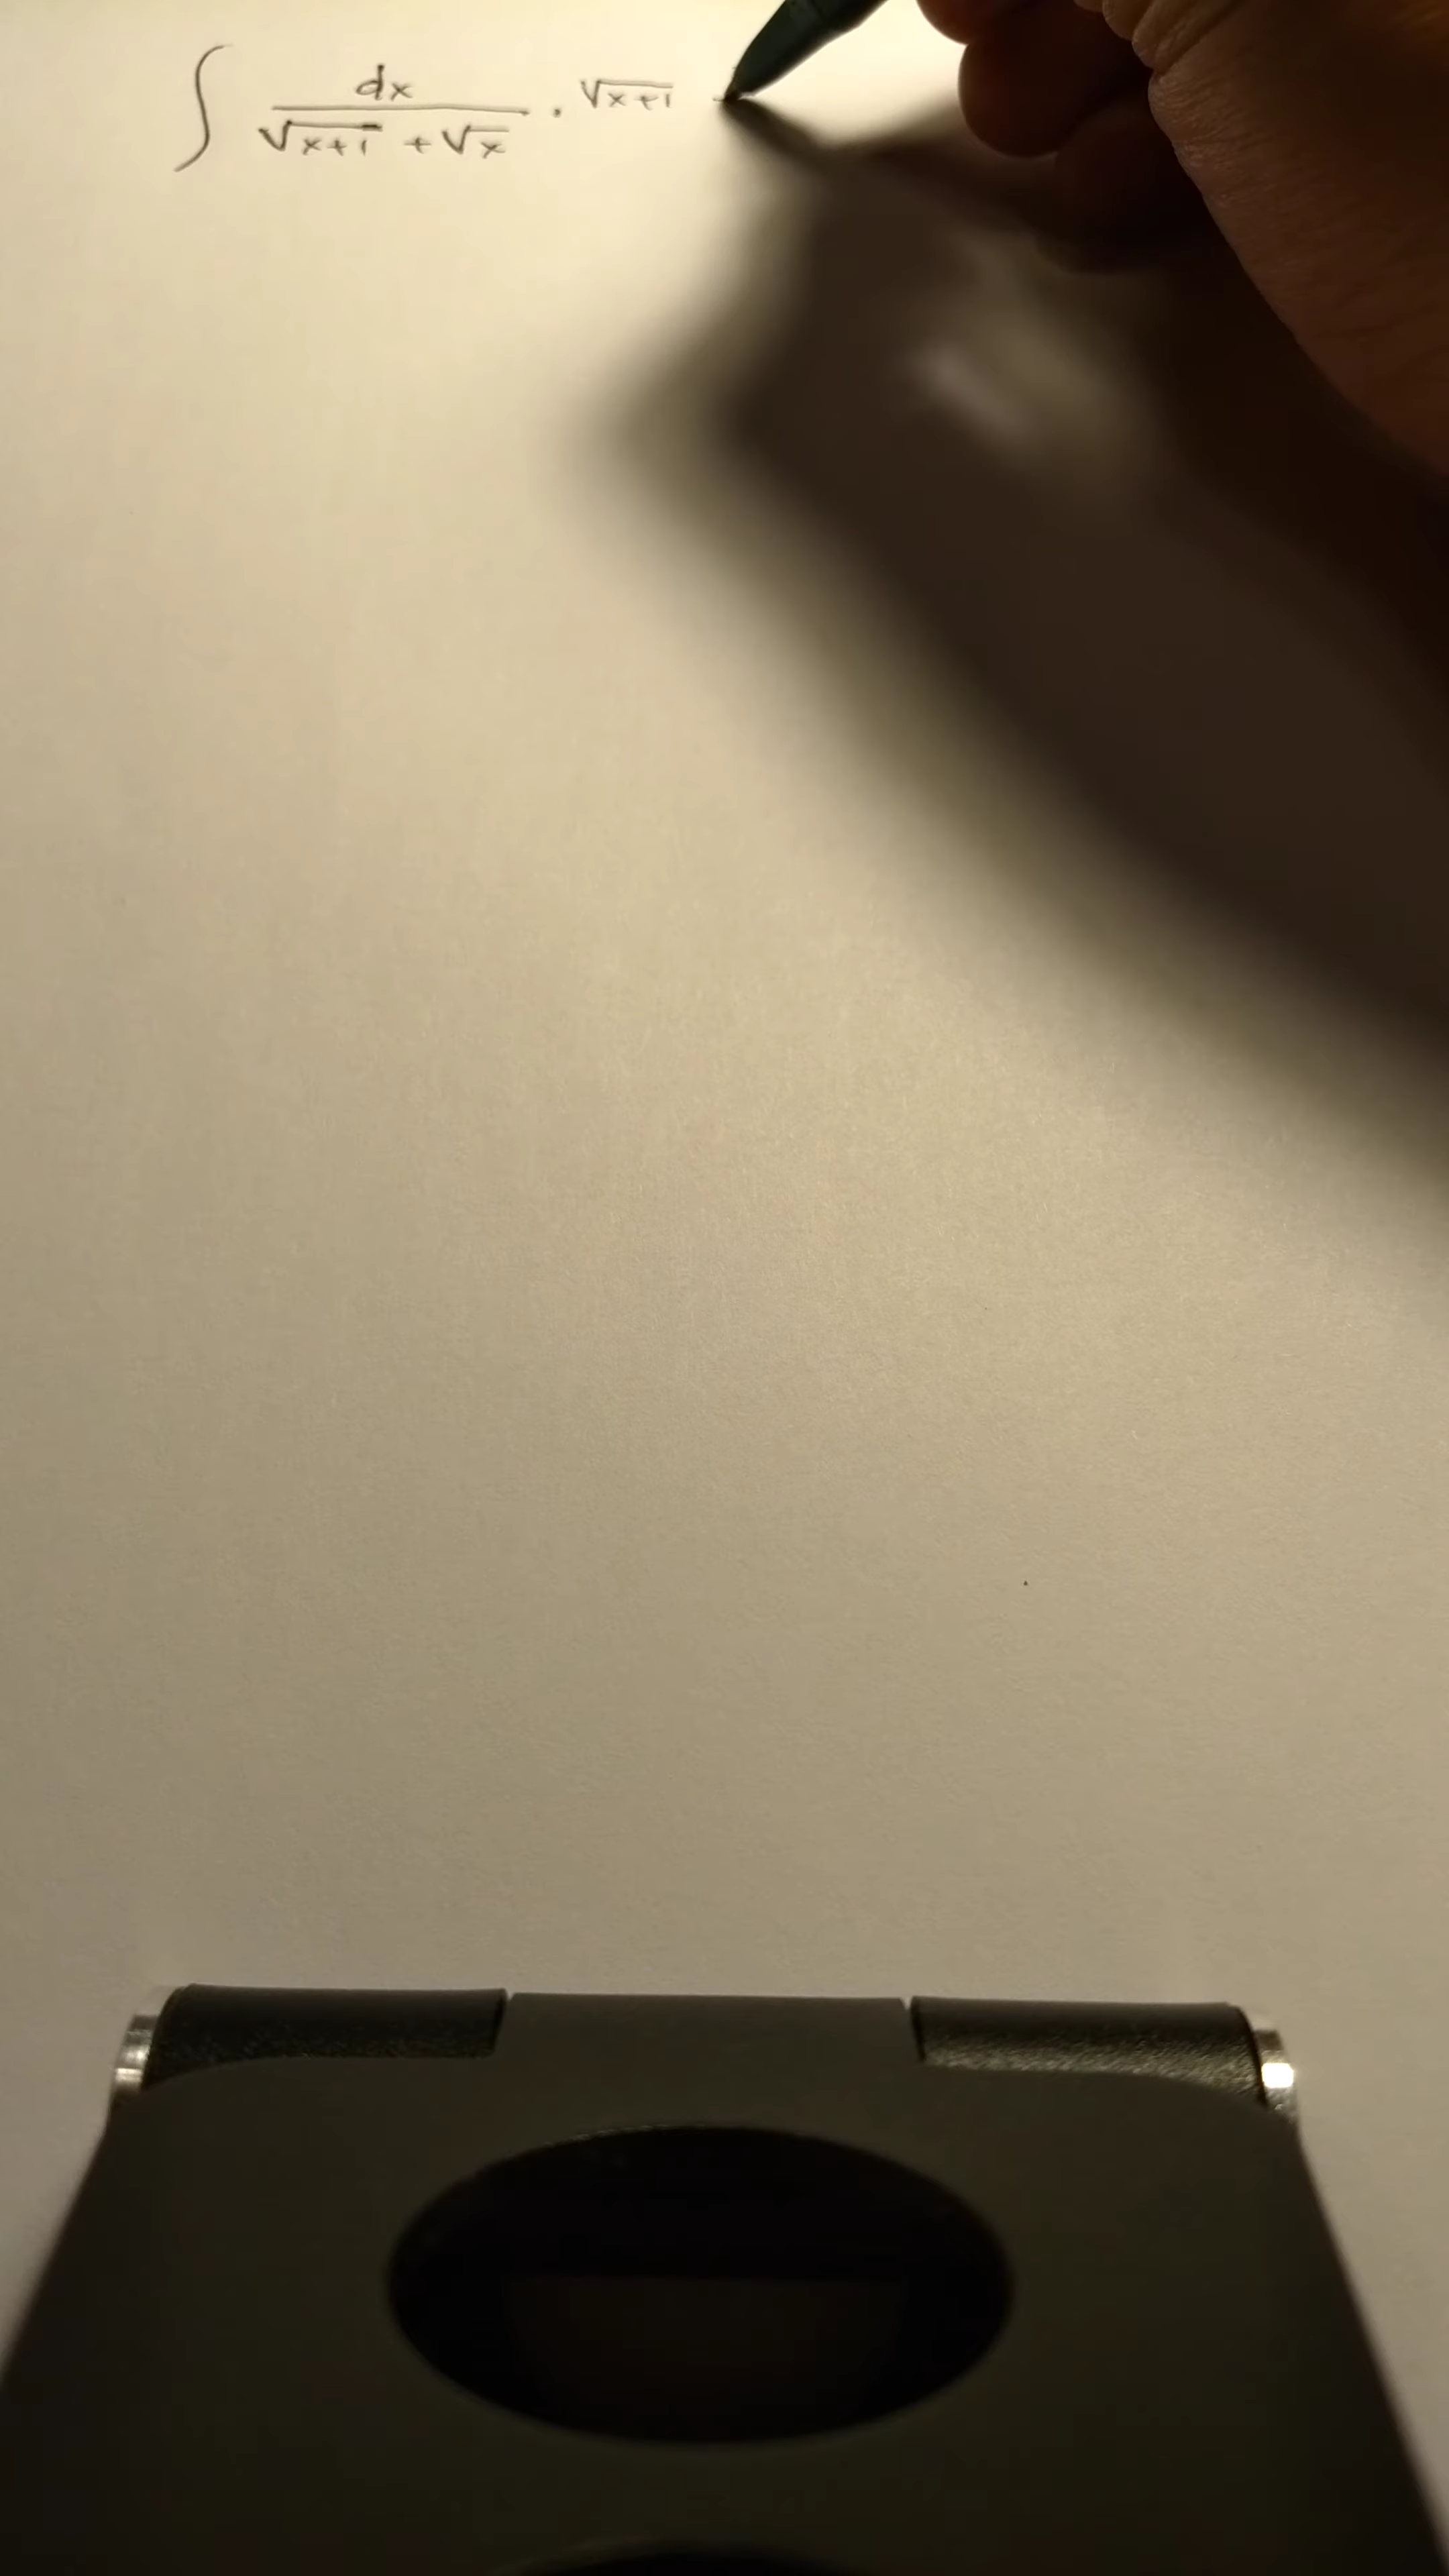 ∫ dx / (√(x+1) + √x) · √(x+1) -